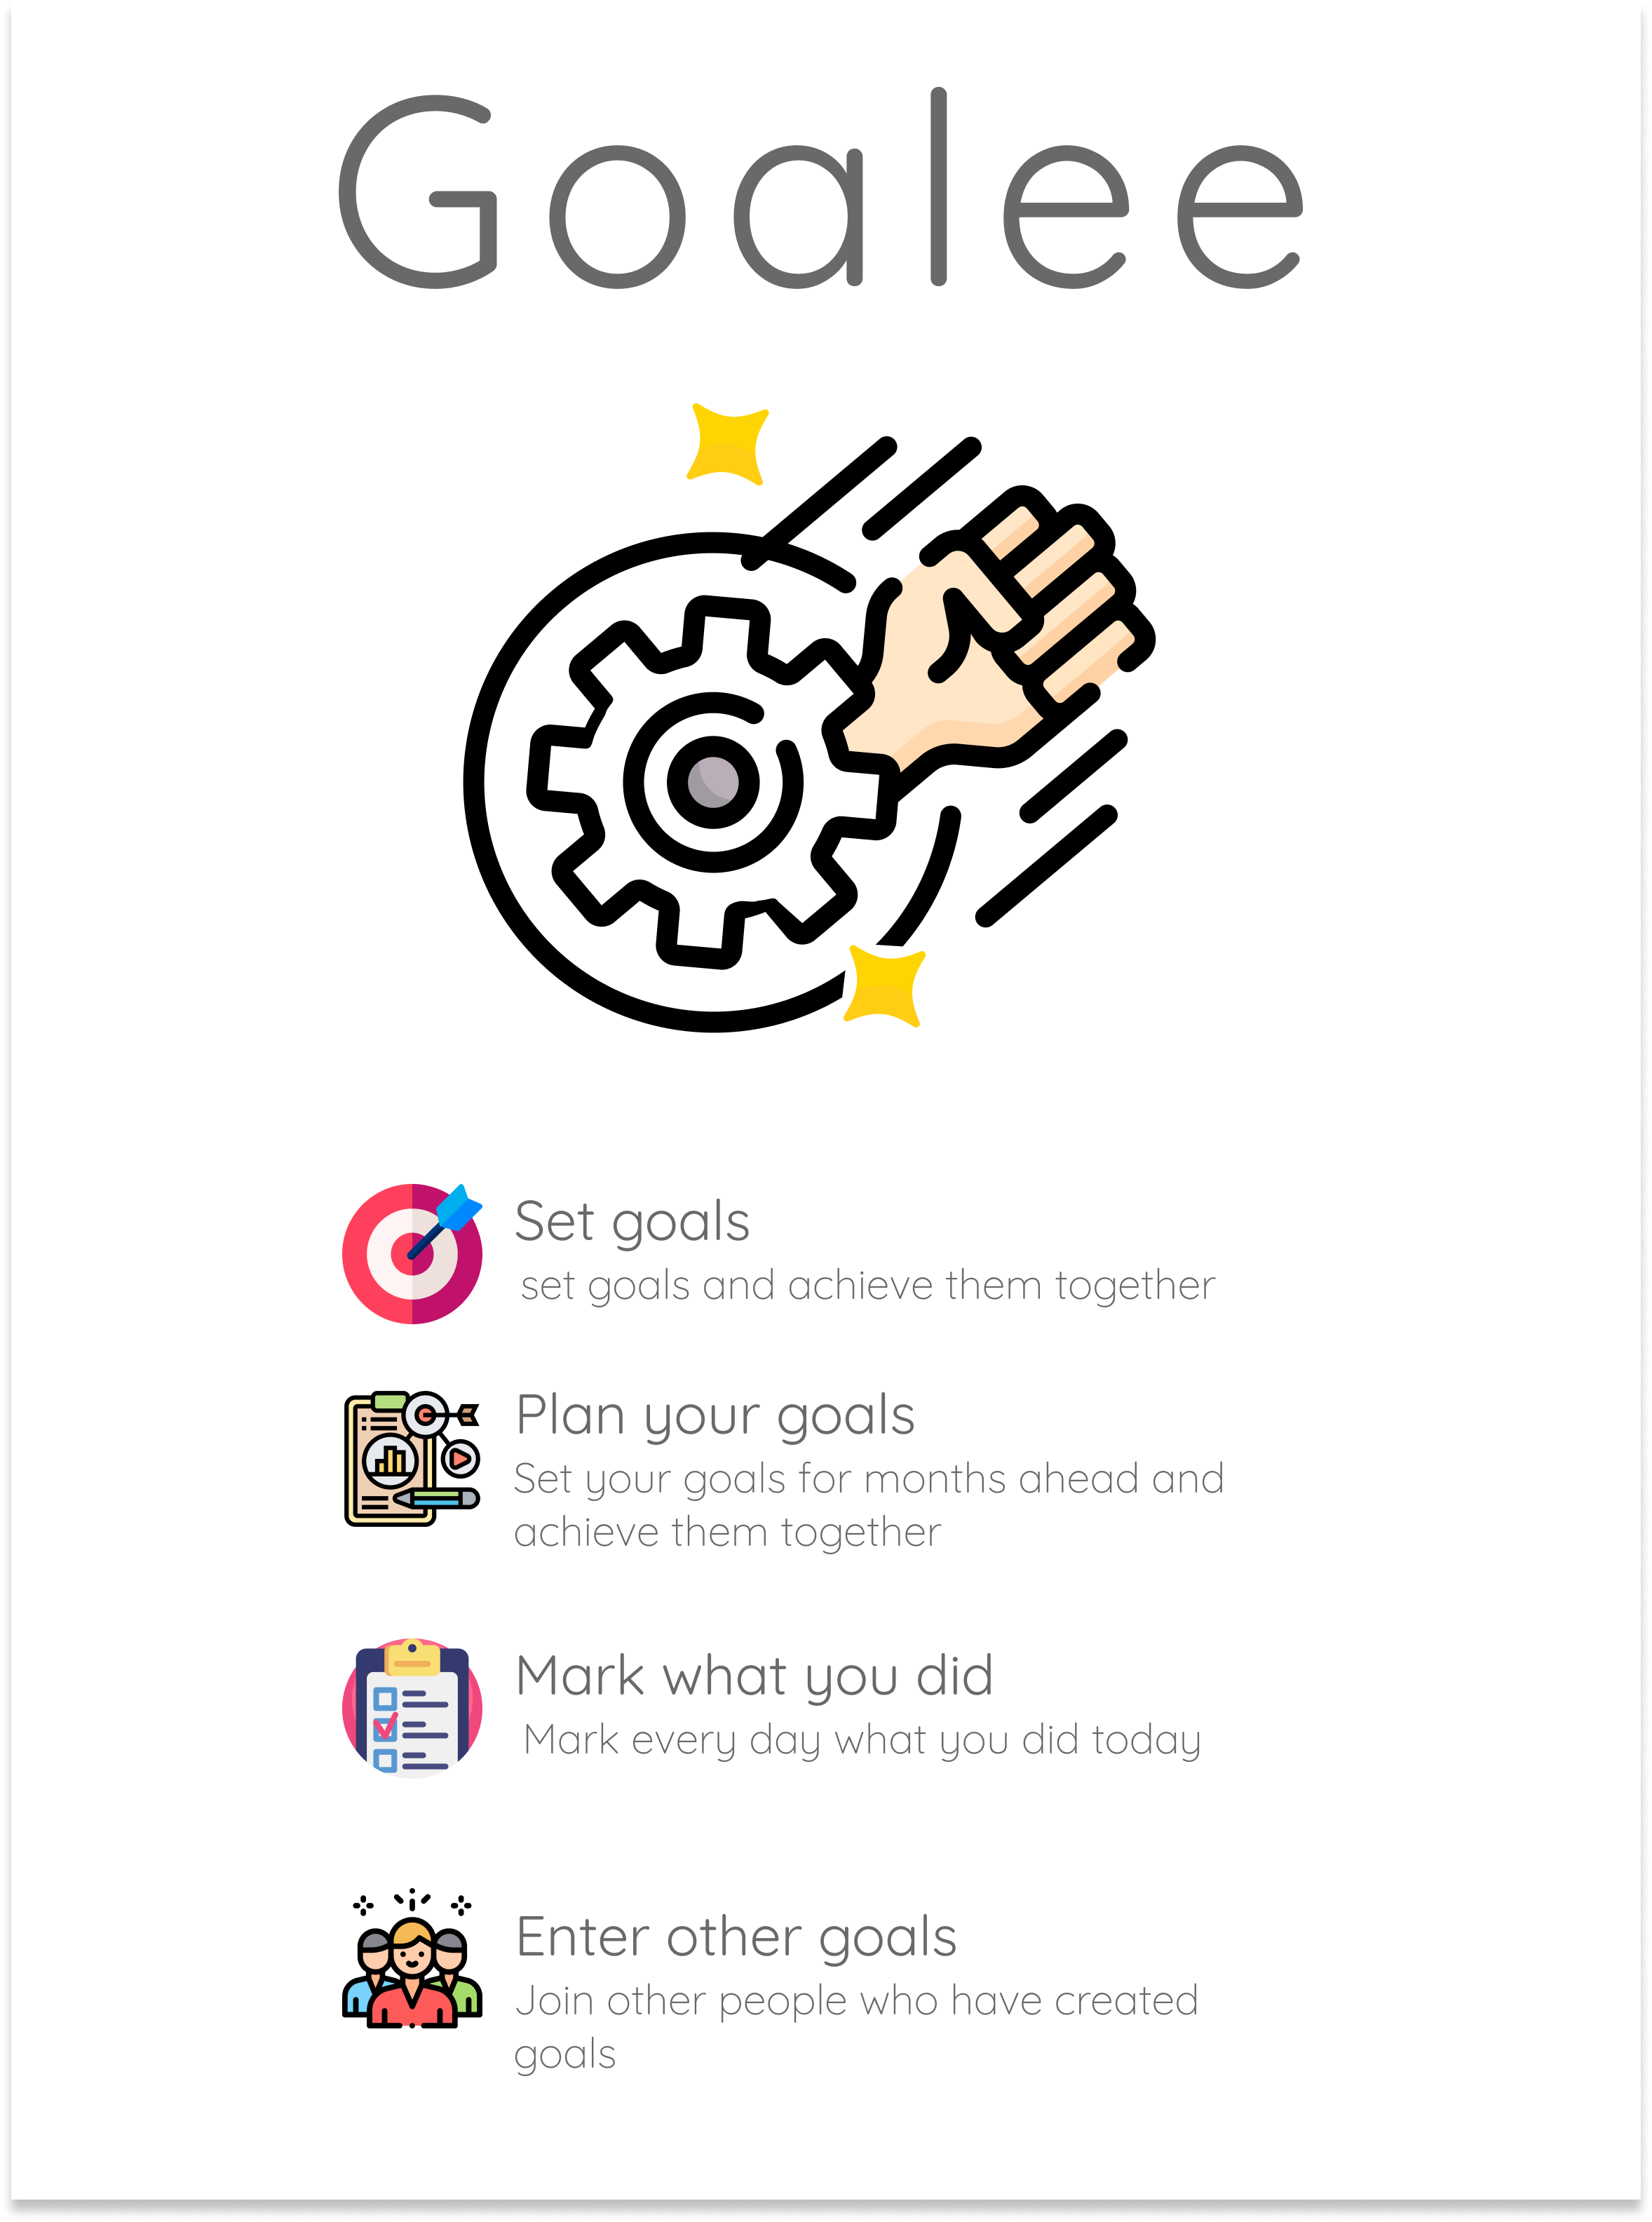 Goalee
Set goals
set goals and achieve them together
Plan your goals
Set your goals for months ahead and
achieve them together
Mark what you did
Mark every day what you did today
Enter other goals
Join other people who have created
goals